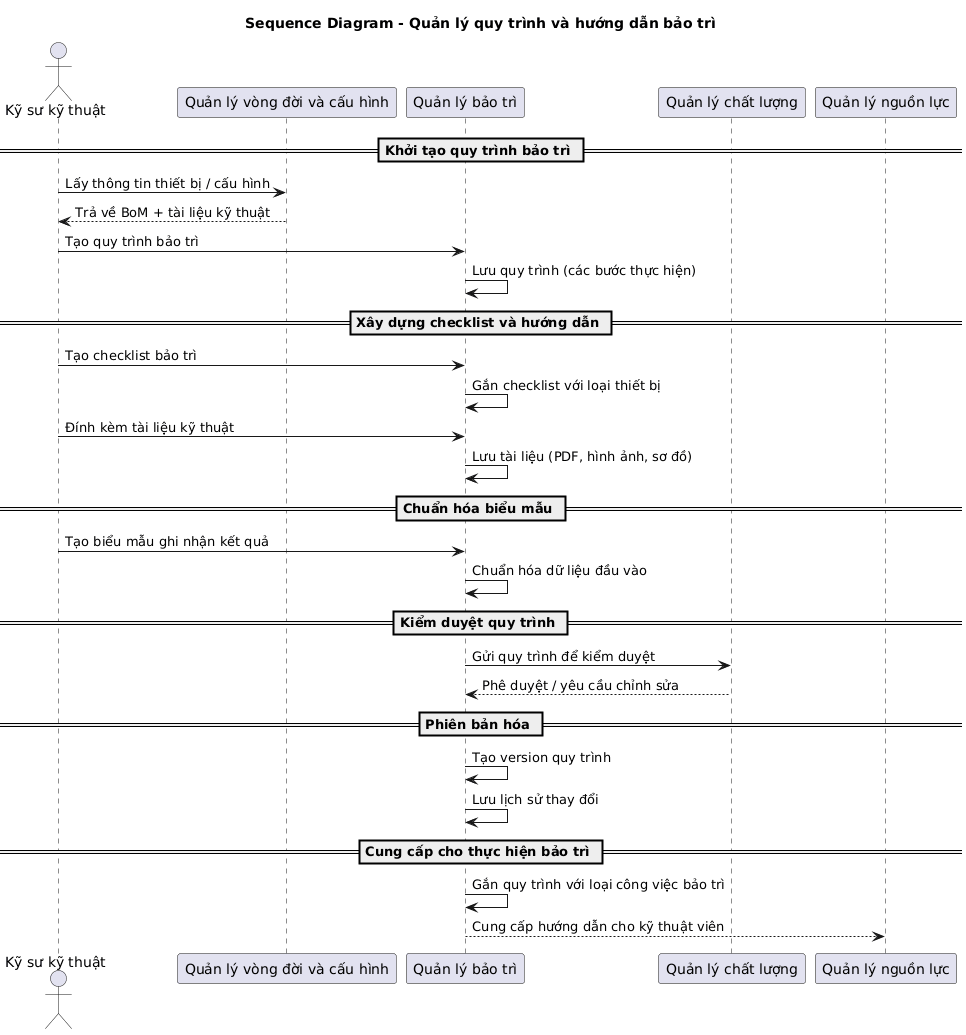 Sequence Diagram - Quản lý quy trình và hướng dẫn bảo trì
Kỹ sư kỹ thuật
Quản lý vòng đời và cấu hình
Quản lý bảo trì
Quản lý chất lượng
Quản lý nguồn lực
Khởi tạo quy trình bảo trì
Lấy thông tin thiết bị / cấu hình
Trả về BoM + tài liệu kỹ thuật
Tạo quy trình bảo trì
Lưu quy trình (các bước thực hiện)
Xây dựng checklist và hướng dẫn
Tạo checklist bảo trì
Gắn checklist với loại thiết bị
Đính kèm tài liệu kỹ thuật
Lưu tài liệu (PDF, hình ảnh, sơ đồ)
Chuẩn hóa biểu mẫu
Tạo biểu mẫu ghi nhận kết quả
Chuẩn hóa dữ liệu đầu vào
Kiểm duyệt quy trình
Gửi quy trình để kiểm duyệt
Phê duyệt / yêu cầu chỉnh sửa
Phiên bản hóa
Tạo version quy trình
Lưu lịch sử thay đổi
Cung cấp cho thực hiện bảo trì
Gắn quy trình với loại công việc bảo trì
Cung cấp hướng dẫn cho kỹ thuật viên
Kỹ sư kỹ thuật
Quản lý vòng đời và cấu hình
Quản lý bảo trì
Quản lý chất lượng
Quản lý nguồn lực